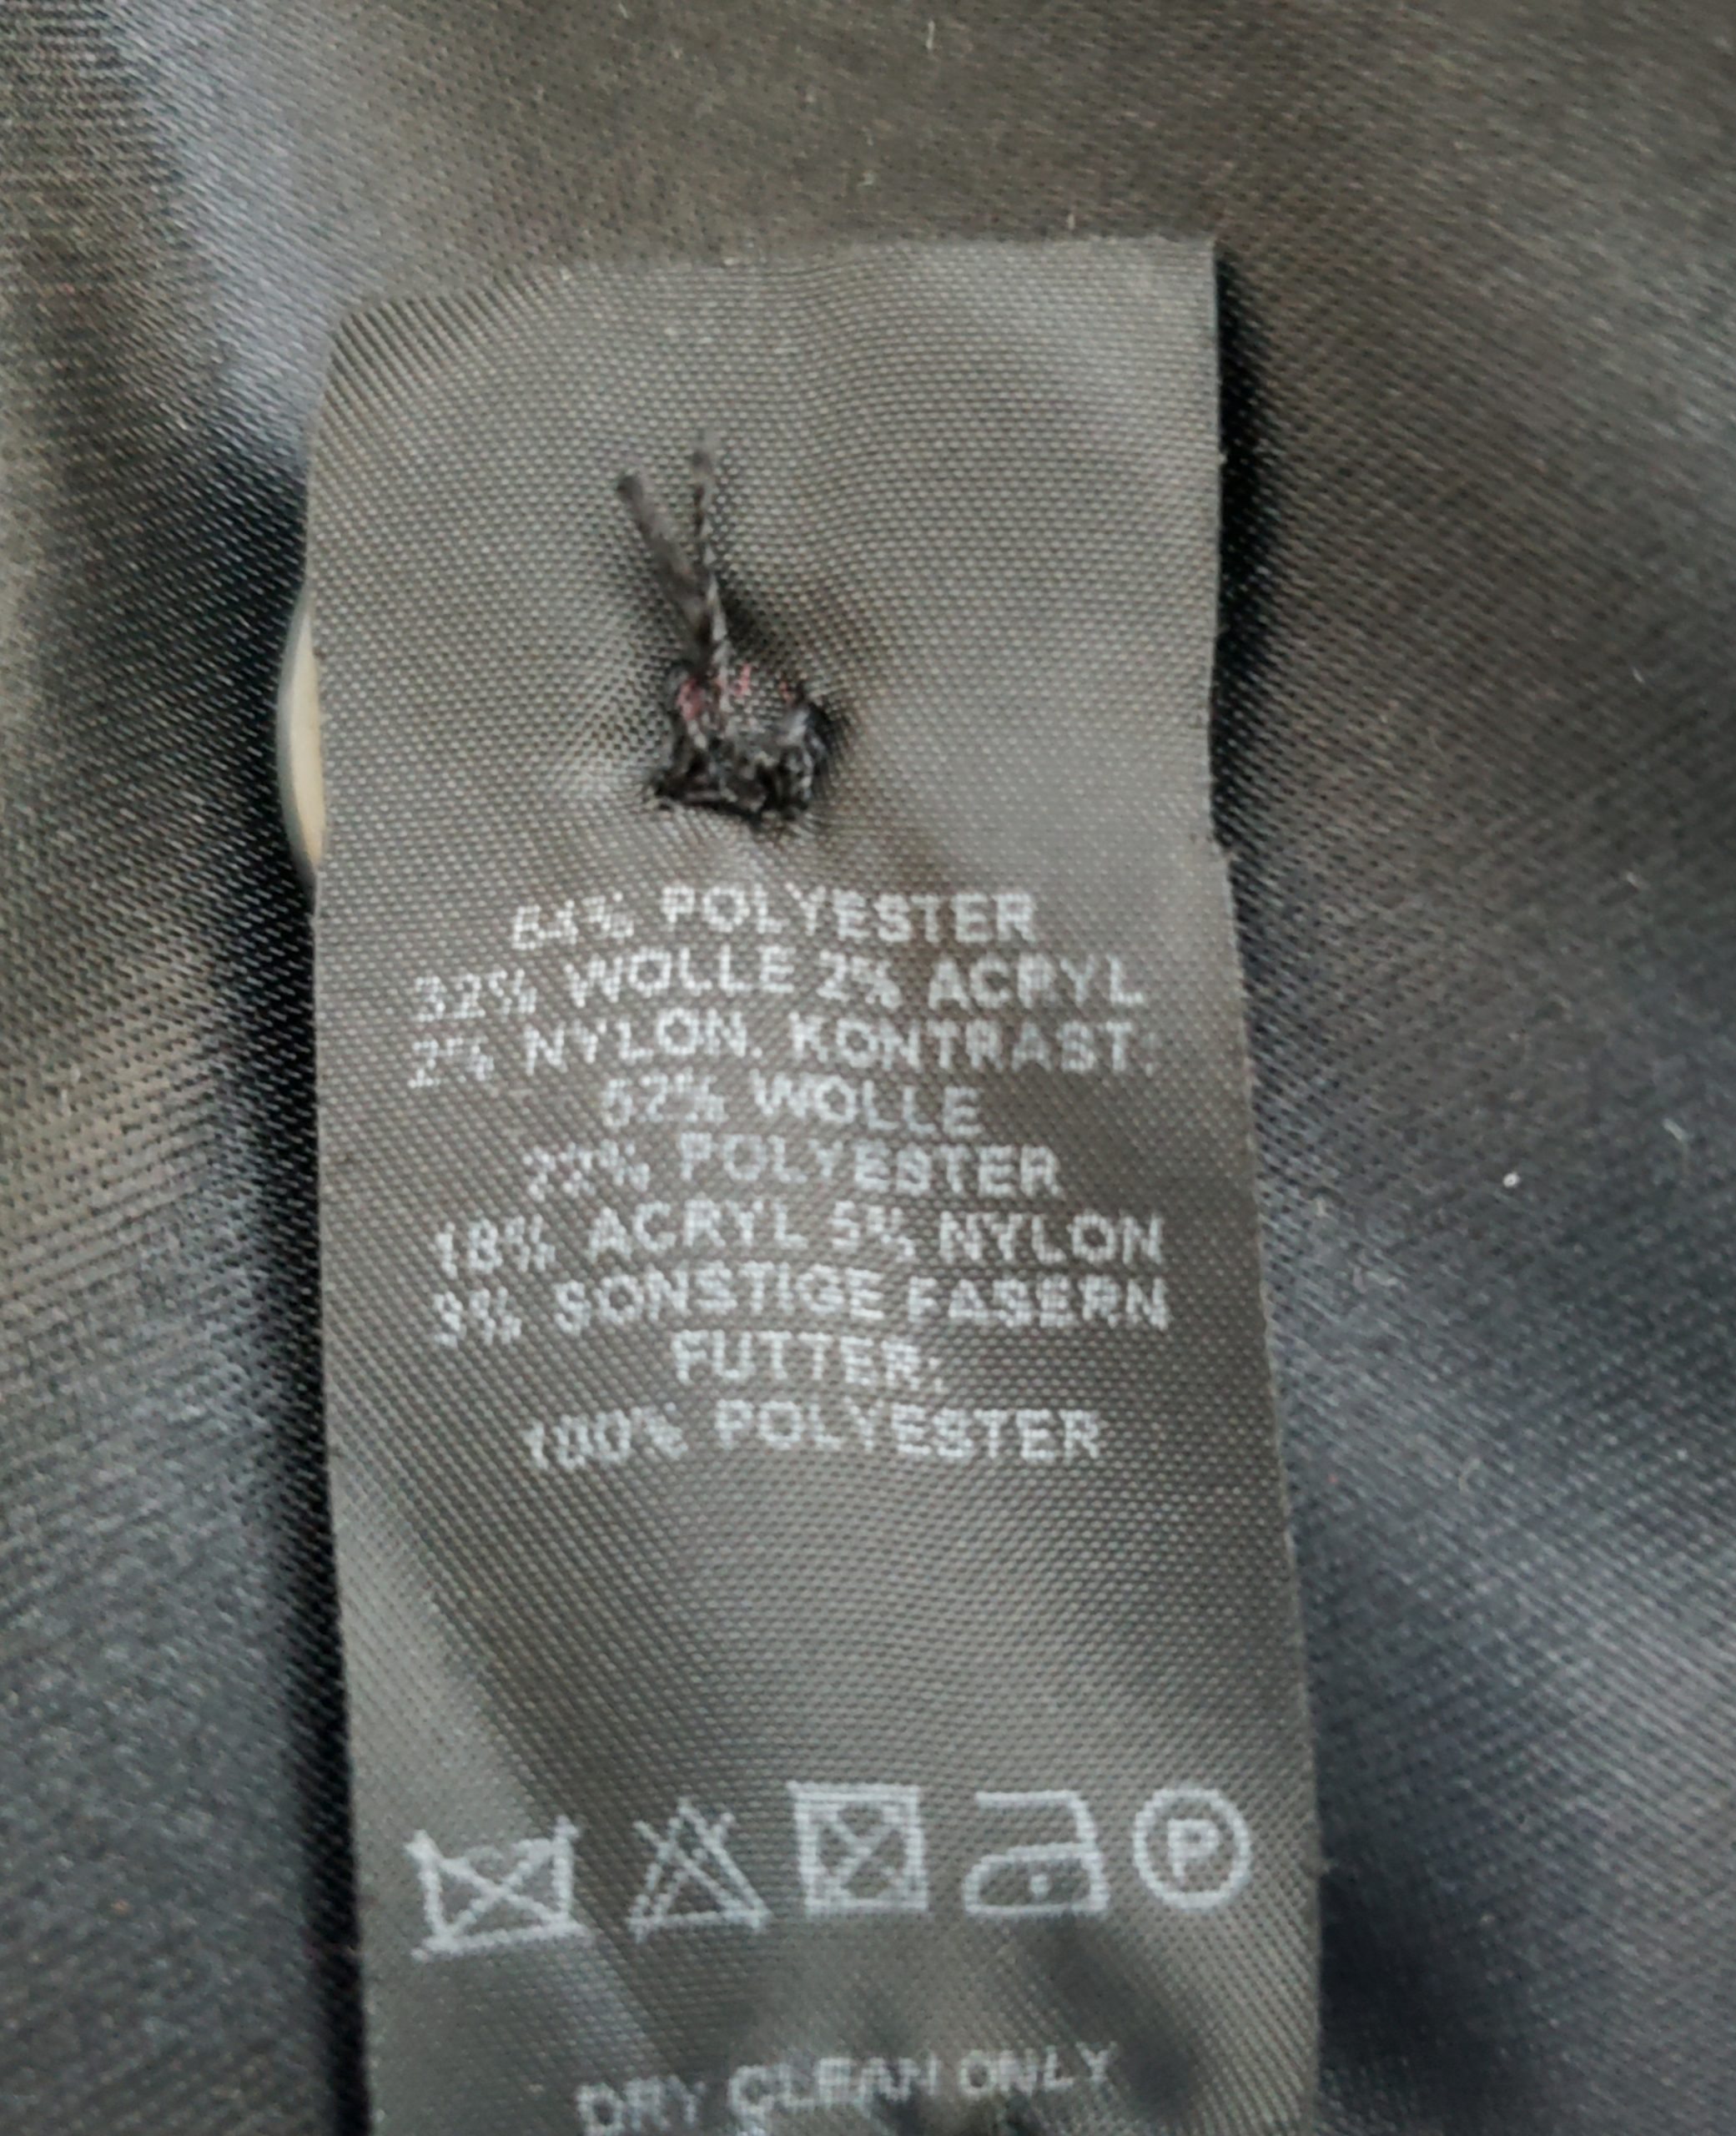 64% POLYESTER
32% WOLLE 2% ACRYL
2% NYLON. KONTRAST:
52% WOLLE
22% POLYESTER
18% ACRYL 5% NYLON
3% SONSTIGE FASERN
FUTTER:
100% POLYESTER
P
DRY CLEAN ONLY